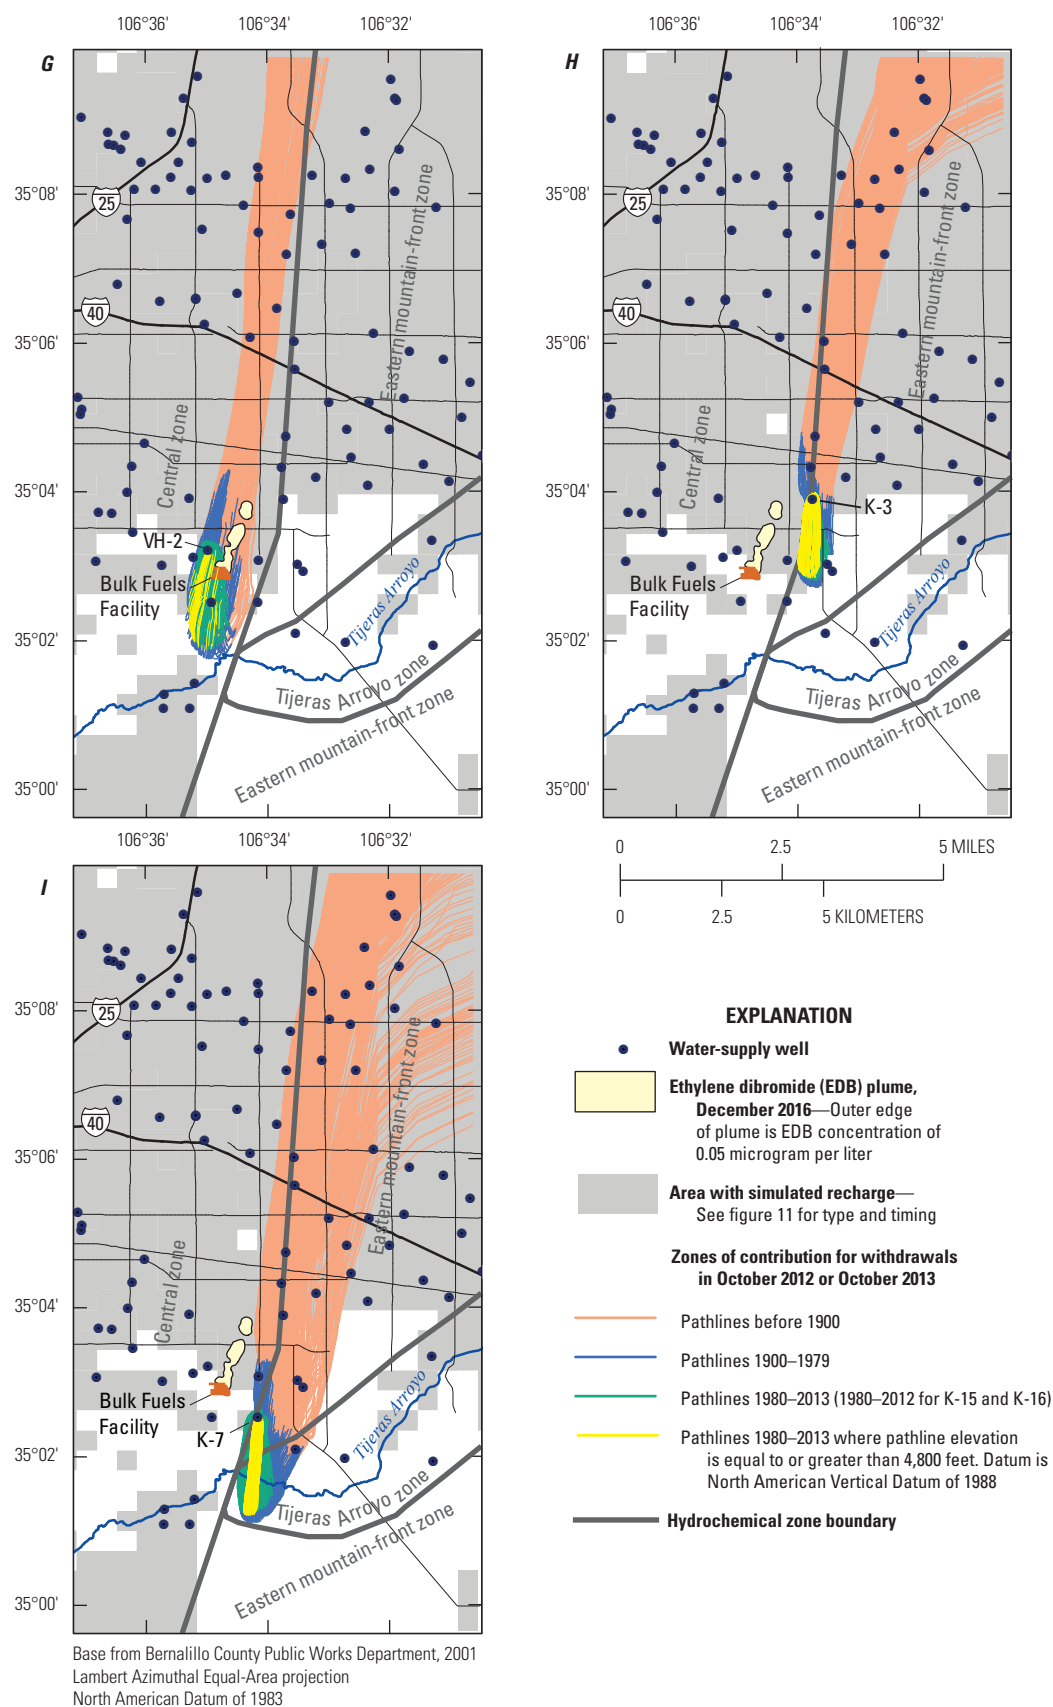 106°36' 106°34' 106°32'
106°36' 106°34' 106°32'
G
H
35°08'
35°06'
35°04'
35°02'
35°00'
25
40
Eastern mountain-front zone
Central zone
VH-2
Bulk Fuels
Facility
Tijeras Arroyo
Tijeras Arroyo zone
Eastern mountain-front zone
35°08'
35°06'
35°04'
35°02'
35°00'
25
40
Eastern mountain-front zone
Central zone
K-3
Bulk Fuels
Facility
Tijeras Arroyo
Tijeras Arroyo zone
Eastern mountain-front zone
106°36' 106°34' 106°32'
I
35°08'
35°06'
35°04'
35°02'
35°00'
25
40
Eastern mountain-front zone
Central zone
Bulk Fuels
Facility
K-7
Tijeras Arroyo
Tijeras Arroyo zone
Eastern mountain-front zone
0 2.5 5 MILES
0 2.5 5 KILOMETERS
EXPLANATION
Water-supply well
Ethylene dibromide (EDB) plume,
December 2016—Outer edge
of plume is EDB concentration of
0.05 microgram per liter
Area with simulated recharge—
See figure 11 for type and timing
Zones of contribution for withdrawals
in October 2012 or October 2013
Pathlines before 1900
Pathlines 1900–1979
Pathlines 1980–2013 (1980–2012 for K-15 and K-16)
Pathlines 1980–2013 where pathline elevation
is equal to or greater than 4,800 feet. Datum is
North American Vertical Datum of 1988
Hydrochemical zone boundary
Base from Bernalillo County Public Works Department, 2001
Lambert Azimuthal Equal-Area projection
North American Datum of 1983